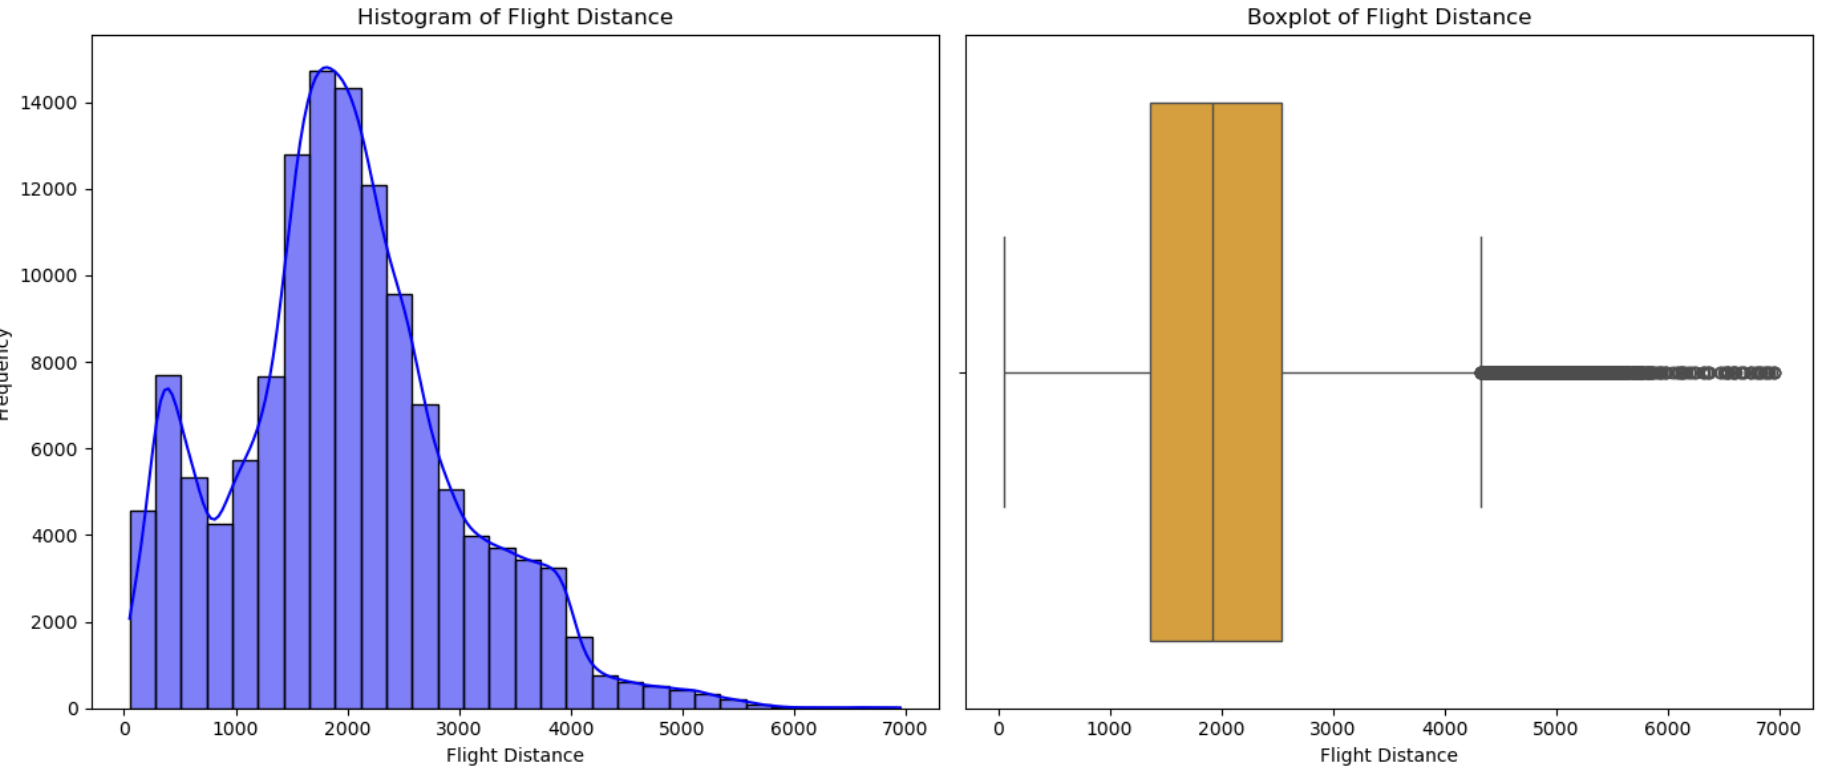 Histogram of Flight Distance
Frequency
14000
12000
10000
8000
6000
4000
2000
0
0 1000 2000 3000 4000 5000 6000 7000
Flight Distance
Boxplot of Flight Distance
0 1000 2000 3000 4000 5000 6000 7000
Flight Distance